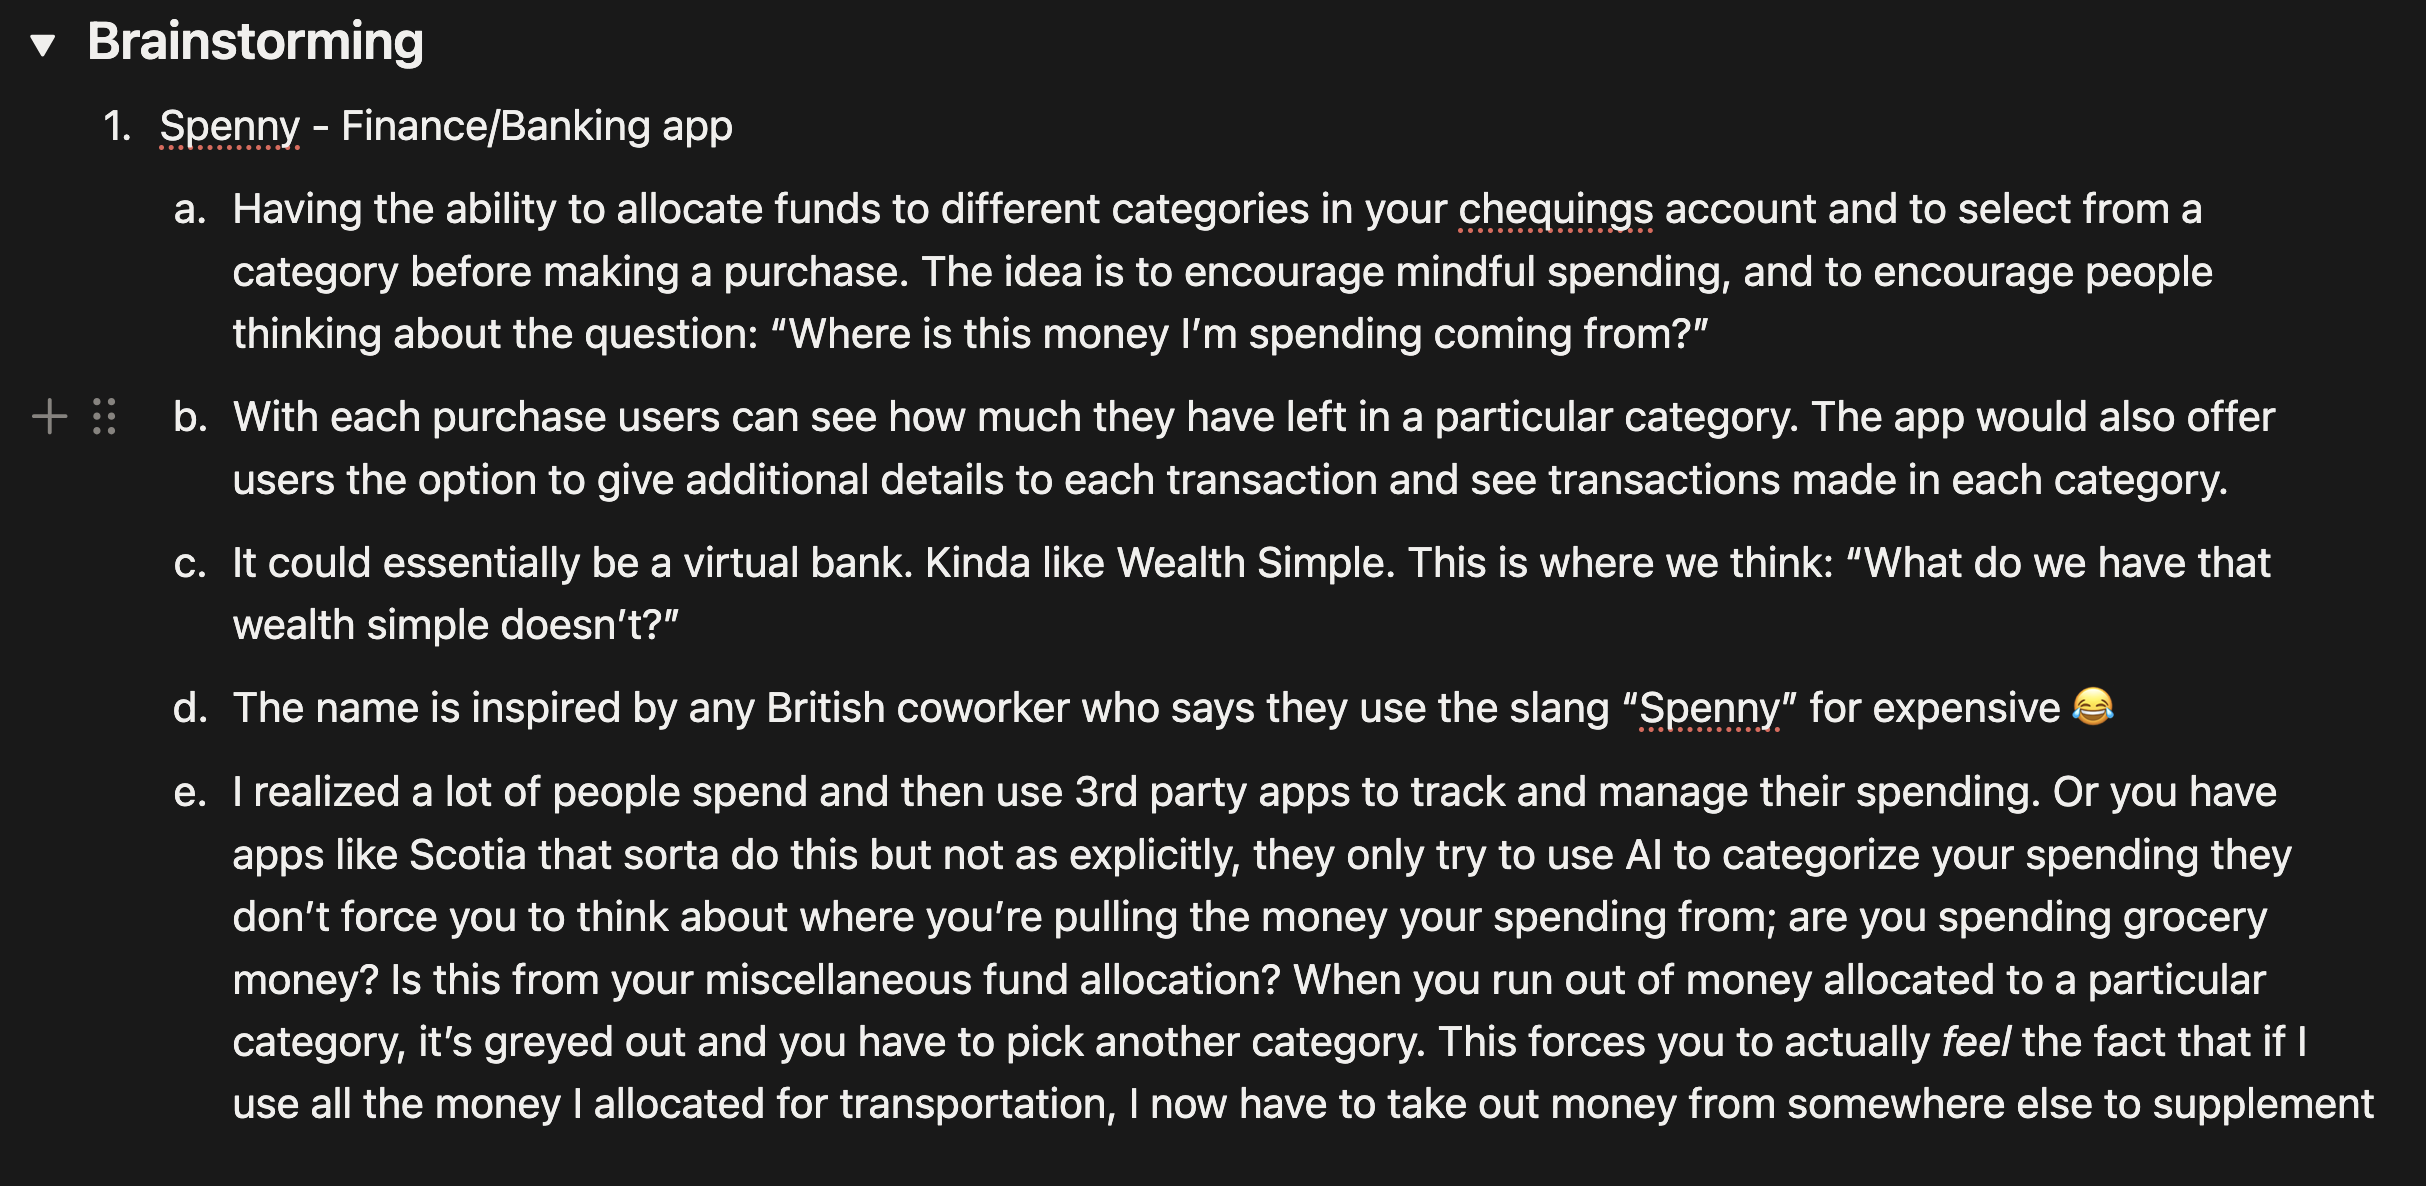 Brainstorming
1. Spenny - Finance/Banking app
a. Having the ability to allocate funds to different categories in your chequings account and to select from a
category before making a purchase. The idea is to encourage mindful spending, and to encourage people
thinking about the question: “Where is this money I’m spending coming from?”
b. With each purchase users can see how much they have left in a particular category. The app would also offer
users the option to give additional details to each transaction and see transactions made in each category.
c. It could essentially be a virtual bank. Kinda like Wealth Simple. This is where we think: “What do we have that
wealth simple doesn’t?”
d. The name is inspired by any British coworker who says they use the slang “Spenny” for expensive 😂
e. I realized a lot of people spend and then use 3rd party apps to track and manage their spending. Or you have
apps like Scotia that sorta do this but not as explicitly, they only try to use AI to categorize your spending they
don’t force you to think about where you’re pulling the money your spending from; are you spending grocery
money? Is this from your miscellaneous fund allocation? When you run out of money allocated to a particular
category, it’s greyed out and you have to pick another category. This forces you to actually feel the fact that if I
use all the money I allocated for transportation, I now have to take out money from somewhere else to supplement